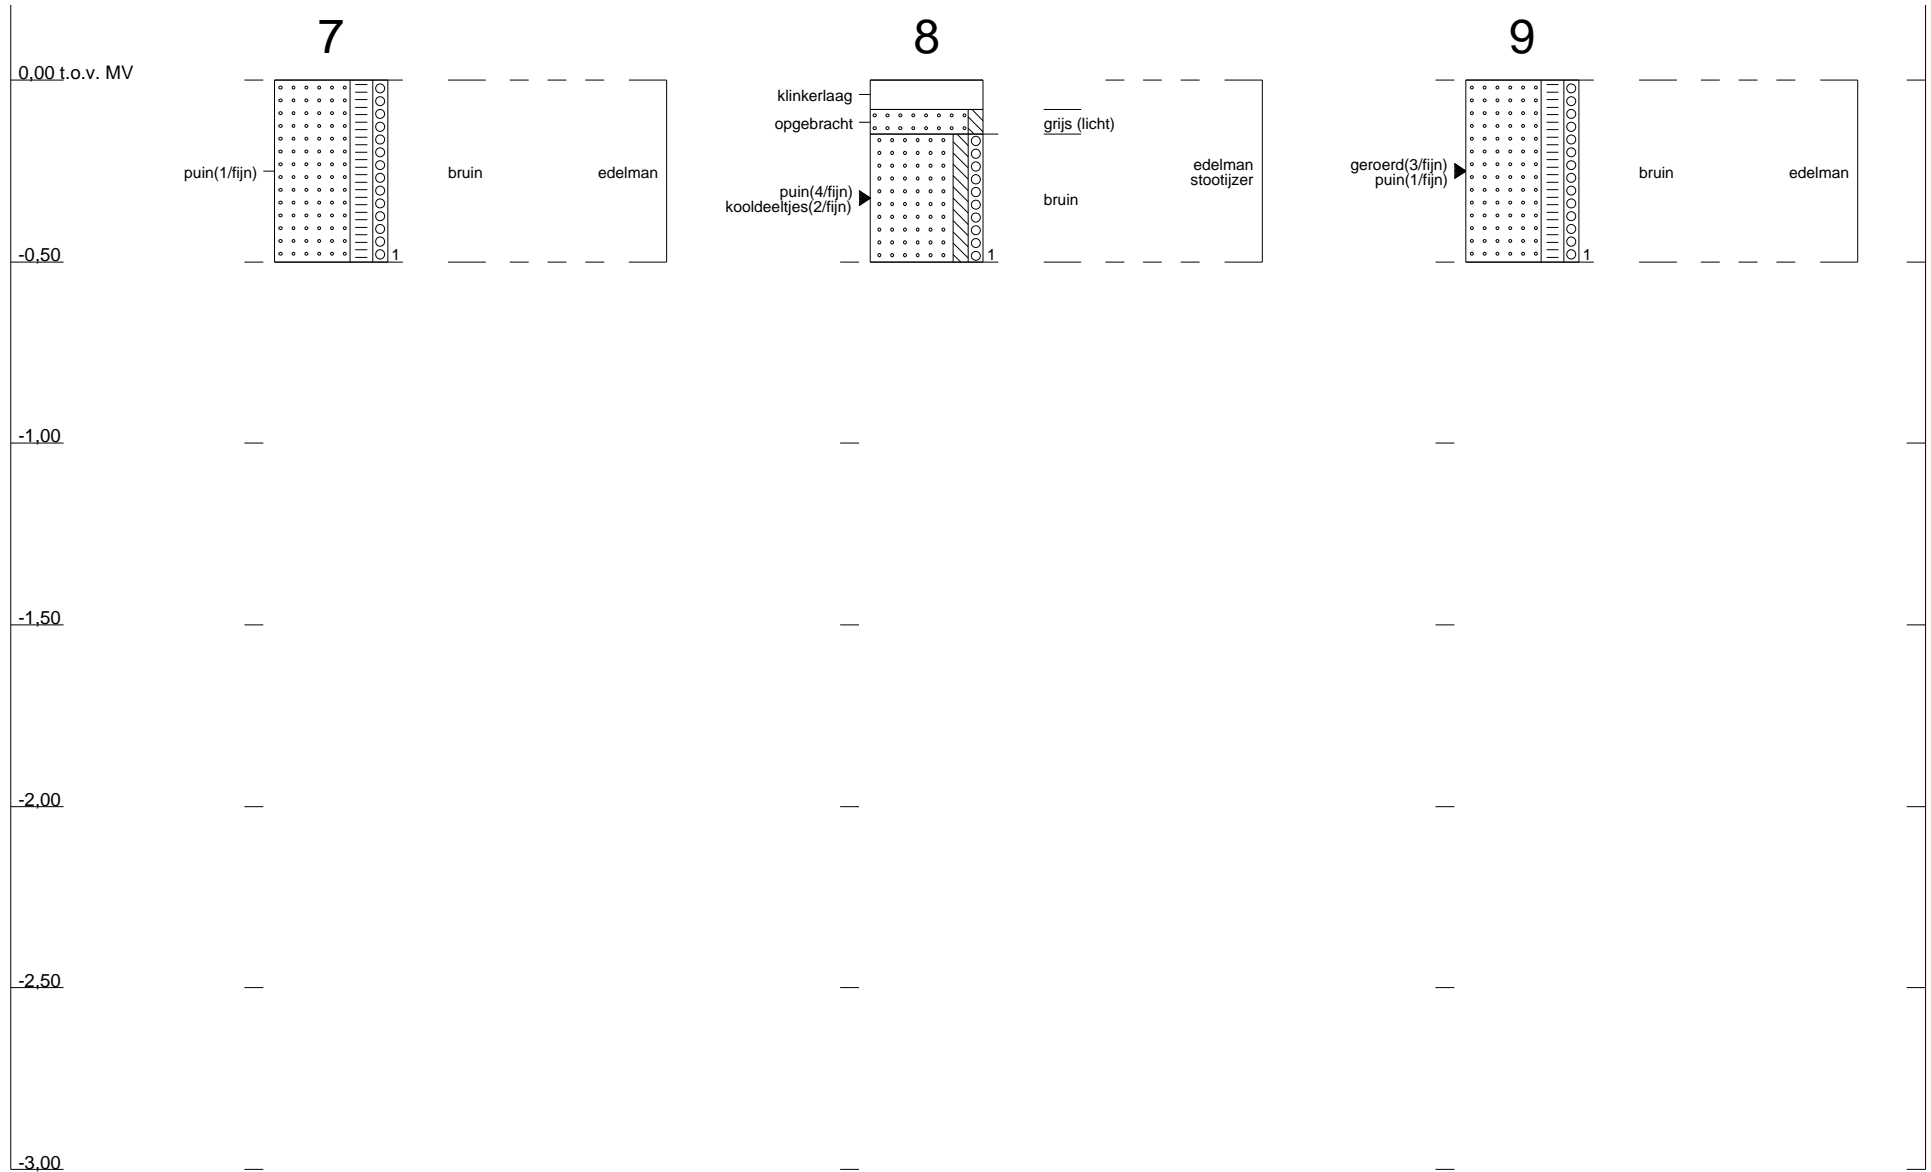 7
8
9
0,00 t.o.v. MV
puin(1/fijn)
bruin
edelman
1
klinkerlaag
opgebracht
grijs (licht)
puin(4/fijn)
kooldeeltjes(2/fijn)
bruin
edelman
stootijzer
1
geroerd(3/fijn)
puin(1/fijn)
bruin
edelman
1
-0,50
-1,00
-1,50
-2,00
-2,50
-3,00